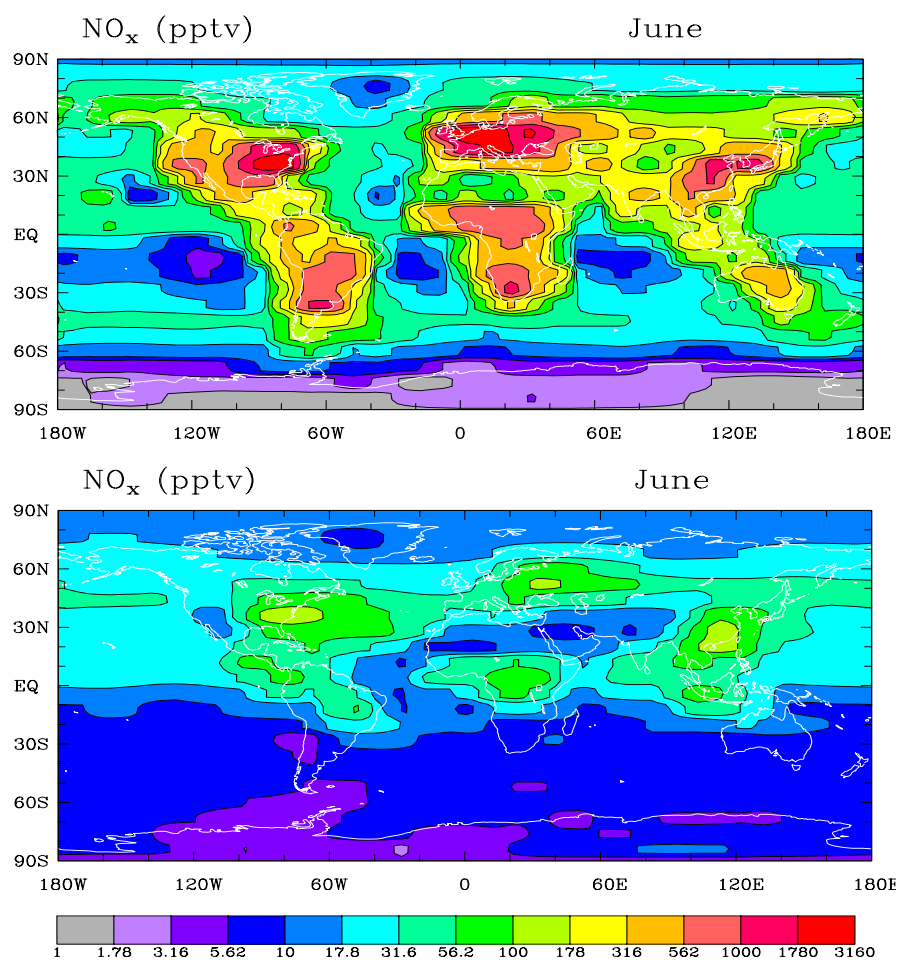 NOx (pptv) June
90N
60N
30N
EQ
30S
60S
90S
180W 120W 60W 0 60E 120E 180E
NOx (pptv) June
90N
60N
30N
EQ
30S
60S
90S
180W 120W 60W 0 60E 120E 180E
1 1.78 3.16 5.62 10 17.8 31.6 56.2 100 178 316 562 1000 1780 3160